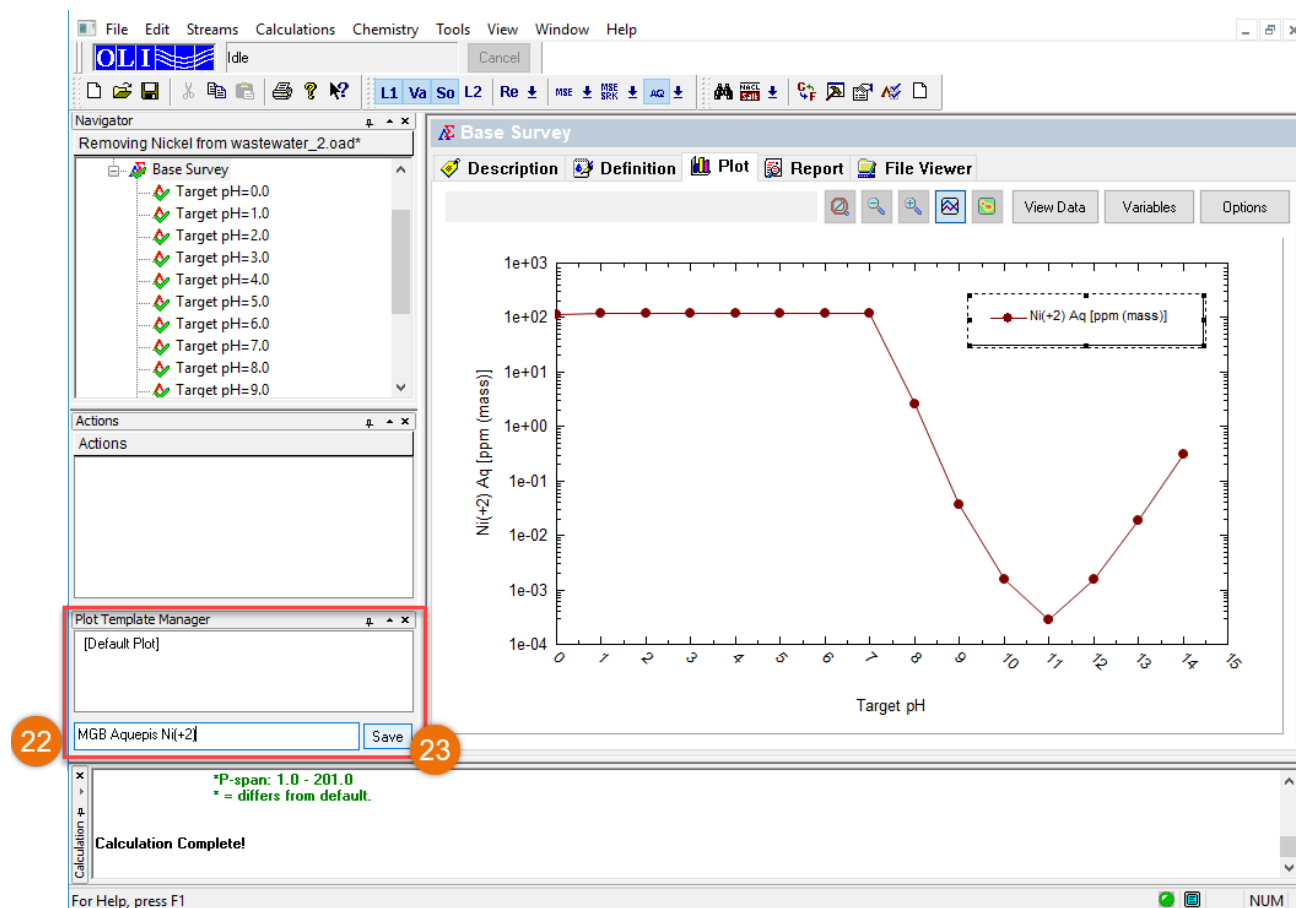 File Edit Streams Calculations Chemistry Tools View Window Help
OLI Idle Cancel
L1 Va So L2 Re MSE MSE SRK AQ NACL Salt
Navigator
Removing Nickel from wastewater_2.oad*
Base Survey
Target pH=0.0
Target pH=1.0
Target pH=2.0
Target pH=3.0
Target pH=4.0
Target pH=5.0
Target pH=6.0
Target pH=7.0
Target pH=8.0
Target pH=9.0
Actions
Actions
Plot Template Manager
[Default Plot]
22
MGB Aquepis Ni(+2)
Save
23
Base Survey
Description Definition Plot Report File Viewer
View Data Variables Options
1e+03
1e+02
1e+01
1e+00
1e-01
1e-02
1e-03
1e-04
Ni(+2) Aq [ppm (mass)]
Ni(+2) Aq [ppm (mass)]
0 1 2 3 4 5 6 7 8 9 10 11 12 13 14 15
Target pH
Calculation
*P-span: 1.0 - 201.0
* = differs from default.
Calculation Complete!
For Help, press F1
NUM